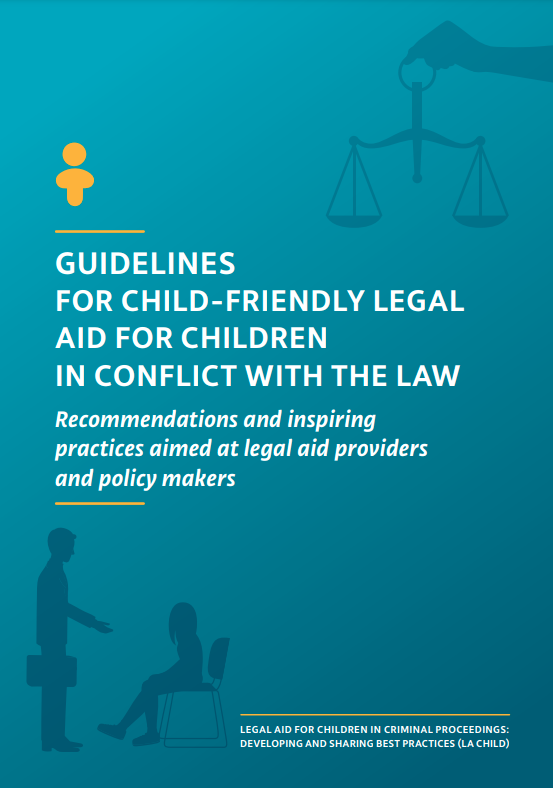 GUIDELINES
FOR CHILD-FRIENDLY LEGAL
AID FOR CHILDREN
IN CONFLICT WITH THE LAW
Recommendations and inspiring
practices aimed at legal aid providers
and policy makers
LEGAL AID FOR CHILDREN IN CRIMINAL PROCEEDINGS:
DEVELOPING AND SHARING BEST PRACTICES (LA CHILD)